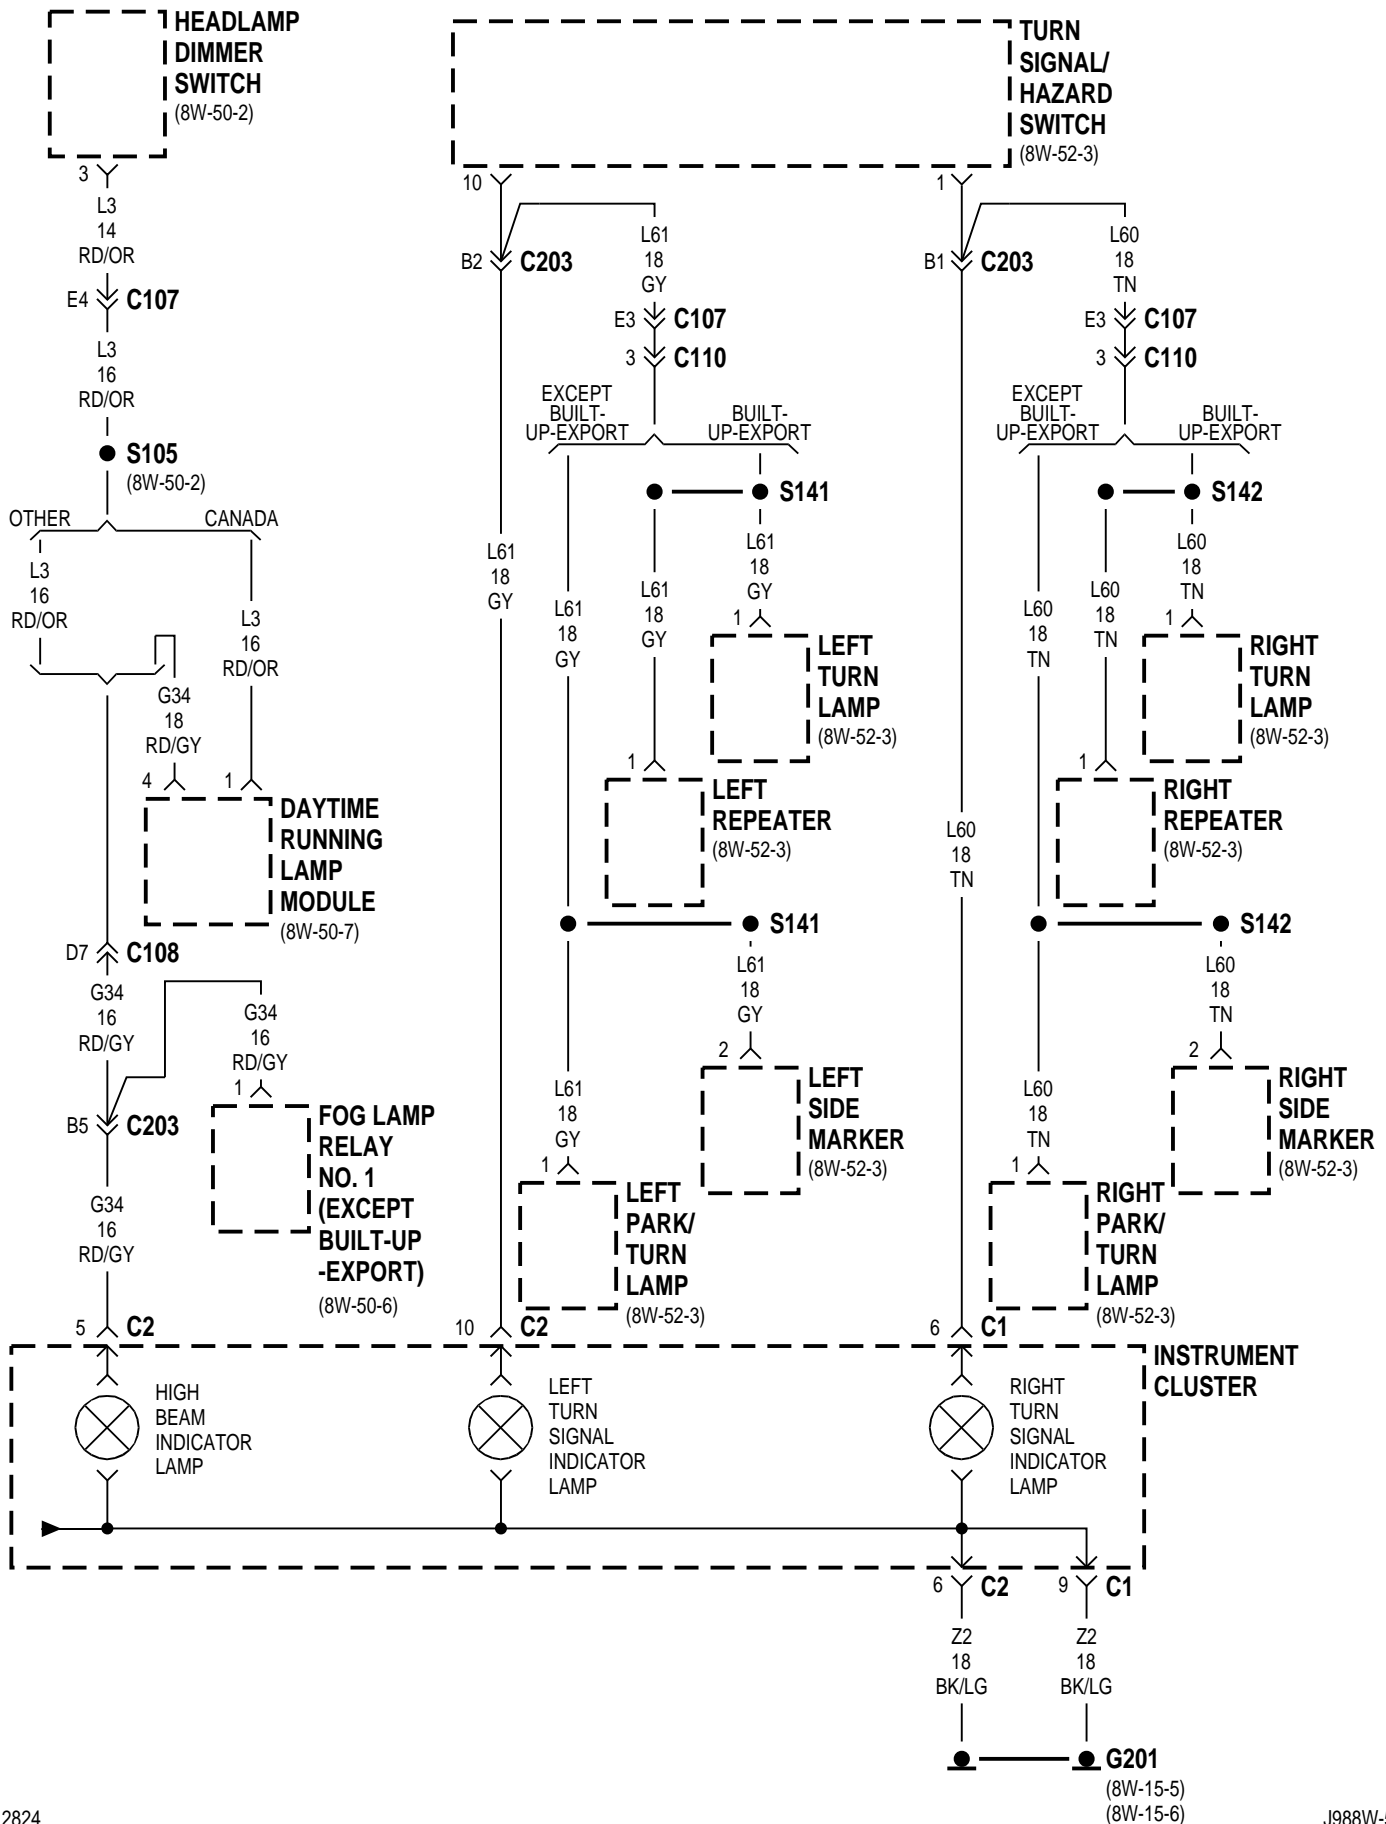 HEADLAMP
DIMMER
SWITCH
(8W-50-2)
TURN
SIGNAL/
HAZARD
SWITCH
(8W-52-3)
3
L3
14
RD/OR
E4 C107
L3
16
RD/OR
S105
(8W-50-2)
OTHER CANADA
L3
16
RD/OR
L3
16
RD/OR
G34
18
RD/GY
4 1
DAYTIME
RUNNING
LAMP
MODULE
(8W-50-7)
D7 C108
G34
16
RD/GY
G34
16
RD/GY
1
FOG LAMP
RELAY
NO. 1
(EXCEPT
BUILT-UP
-EXPORT)
(8W-50-6)
B5 C203
G34
16
RD/GY
5 C2
10
B2 C203
L61
18
GY
L61
18
GY
E3 C107
3 C110
EXCEPT
BUILT-
UP-EXPORT
BUILT-
UP-EXPORT
S141
L61
18
GY
1
LEFT
TURN
LAMP
(8W-52-3)
L61
18
GY
1
LEFT
REPEATER
(8W-52-3)
L61
18
GY
S141
L61
18
GY
2
LEFT
SIDE
MARKER
(8W-52-3)
L61
18
GY
1
LEFT
PARK/
TURN
LAMP
(8W-52-3)
10 C2
1
B1 C203
L60
18
TN
L60
18
TN
E3 C107
3 C110
EXCEPT
BUILT-
UP-EXPORT
BUILT-
UP-EXPORT
S142
L60
18
TN
1
RIGHT
TURN
LAMP
(8W-52-3)
L60
18
TN
1
RIGHT
REPEATER
(8W-52-3)
L60
18
TN
S142
L60
18
TN
2
RIGHT
SIDE
MARKER
(8W-52-3)
L60
18
TN
1
RIGHT
PARK/
TURN
LAMP
(8W-52-3)
6 C1
INSTRUMENT
CLUSTER
HIGH
BEAM
INDICATOR
LAMP
LEFT
TURN
SIGNAL
INDICATOR
LAMP
RIGHT
TURN
SIGNAL
INDICATOR
LAMP
6 C2
9 C1
Z2
18
BK/LG
Z2
18
BK/LG
G201
(8W-15-5)
(8W-15-6)
2824